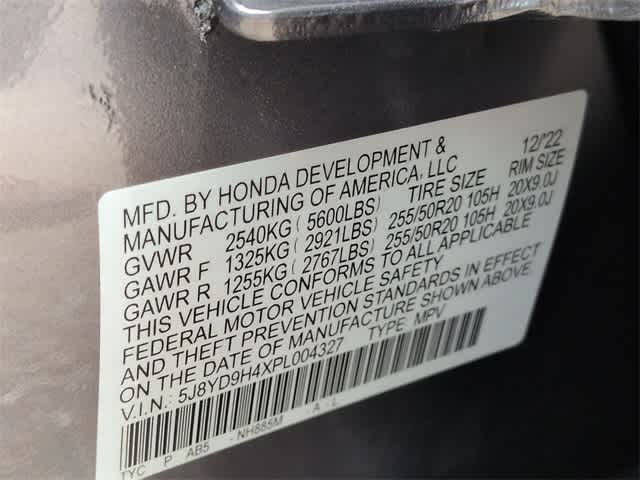 MFD. BY HONDA DEVELOPMENT & 12/'22
MANUFACTURING OF AMERICA, LLC
GVWR 2540KG ( 5600LBS) TIRE SIZE RIM SIZE
GAWR F 1325KG ( 2921LBS) 255/50R20 105H 20X9.0J
GAWR R 1255KG ( 2767LBS) 255/50R20 105H 20X9.0J
THIS VEHICLE CONFORMS TO ALL APPLICABLE
FEDERAL MOTOR VEHICLE SAFETY
AND THEFT PREVENTION STANDARDS IN EFFECT
ON THE DATE OF MANUFACTURE SHOWN ABOVE.
V.I.N.: 5J8YD9H4XPL004327 TYPE: MPV
TYC P AB5 - NH885M - A - L